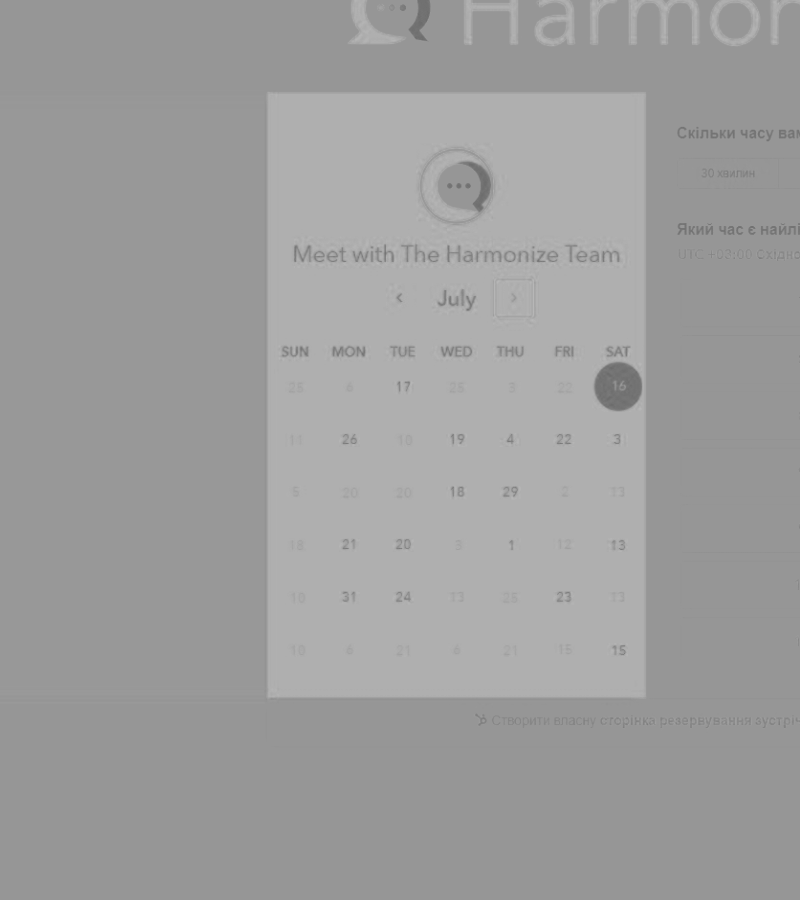 Harmon
Скільки часу вам
30 хвилин
Meet with The Harmonize Team
Який час є найлі
UTC +03:00 Східно
July
SUN MON TUE WED THU FRI SAT
25 6 17 25 3 22 16
11 26 10 19 4 22 3
5 20 20 18 29 2 13
18 21 20 3 1 12 13
10 31 24 13 25 23 13
10 6 21 6 21 15 15
Створити власну сторінка резервування зустріч